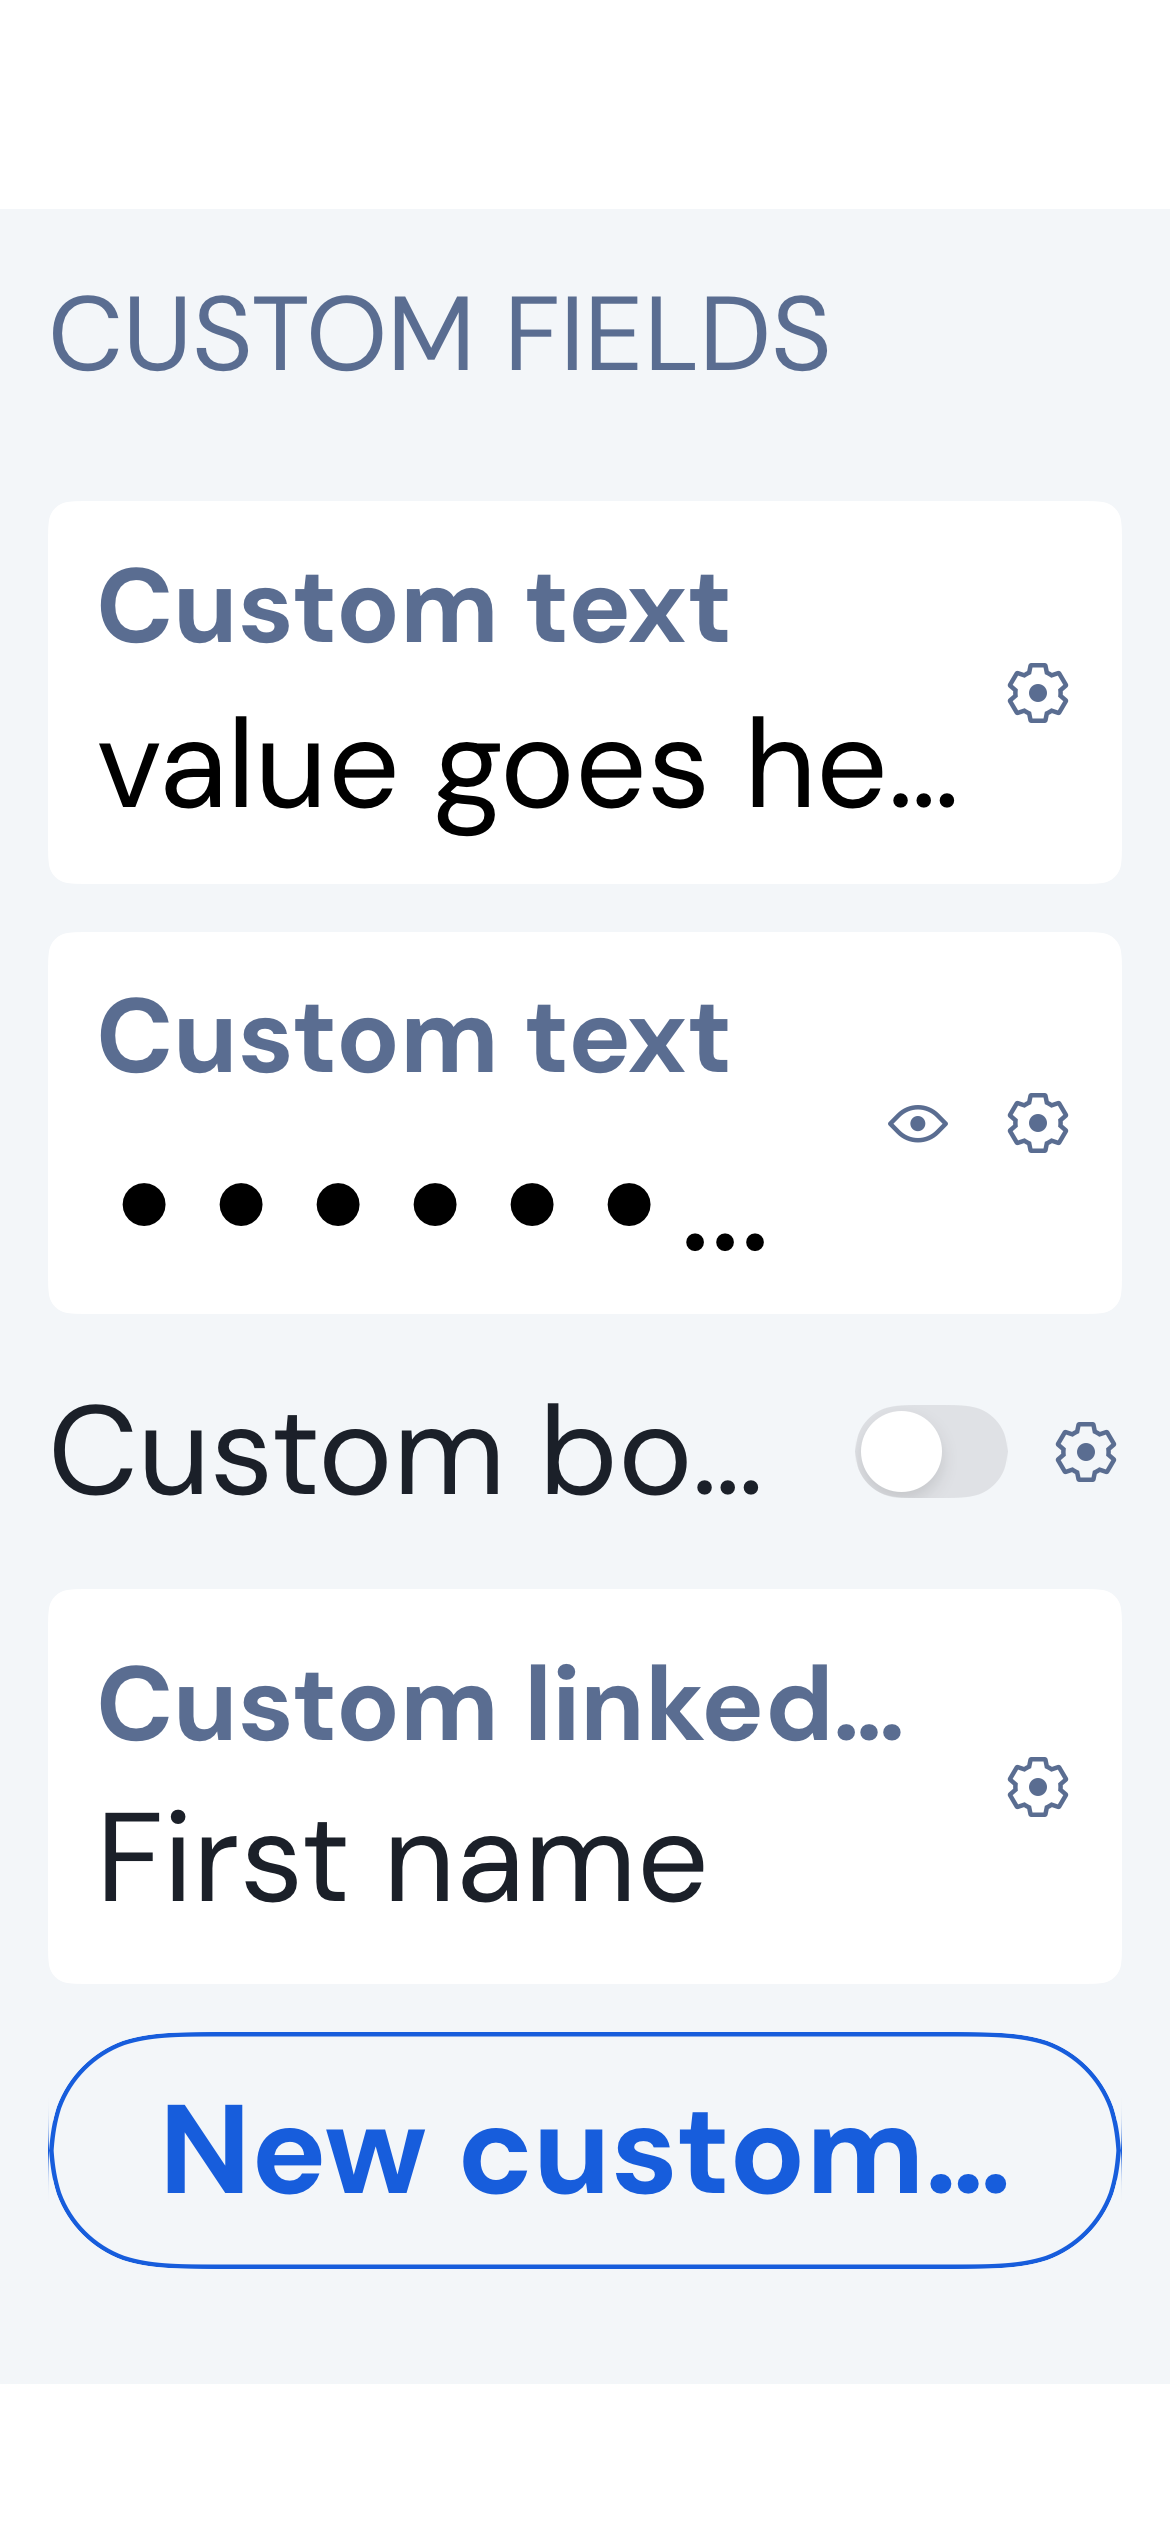 CUSTOM FIELDS
Custom text
value goes he…
Custom text
••••••…
Custom bo…
Custom linked…
First name
New custom…